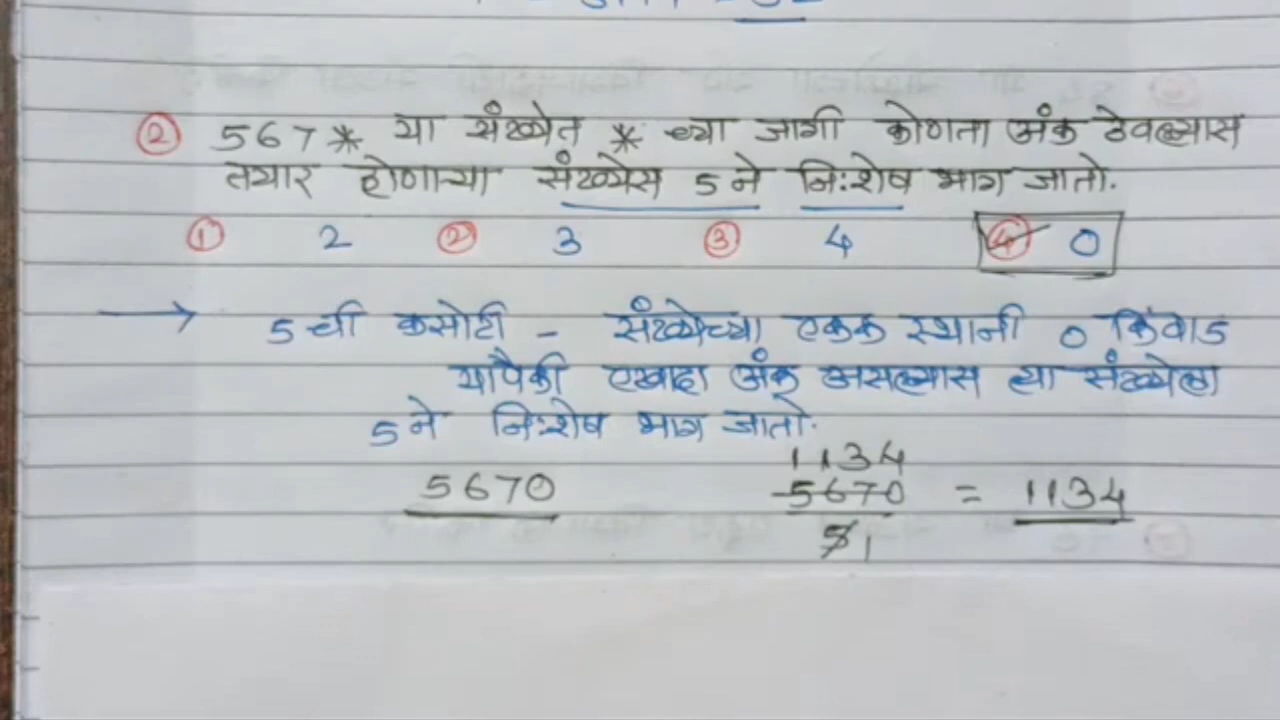 ② 567* या संख्येत * च्या जागी कोणता अंक ठेवल्यास
तयार होणाऱ्या संख्येस 5 ने नि:शेष भाग जातो.
① 2 ② 3 ③ 4 ④ 0
→ 5 ची कसोटी - संख्येच्या एकक स्थानी 0 किंवा 5
यापैकी एखादा अंक असल्यास त्या संख्येला
5 ने नि:शेष भाग जातो.
1134
5670 5670 = 1134
5 1